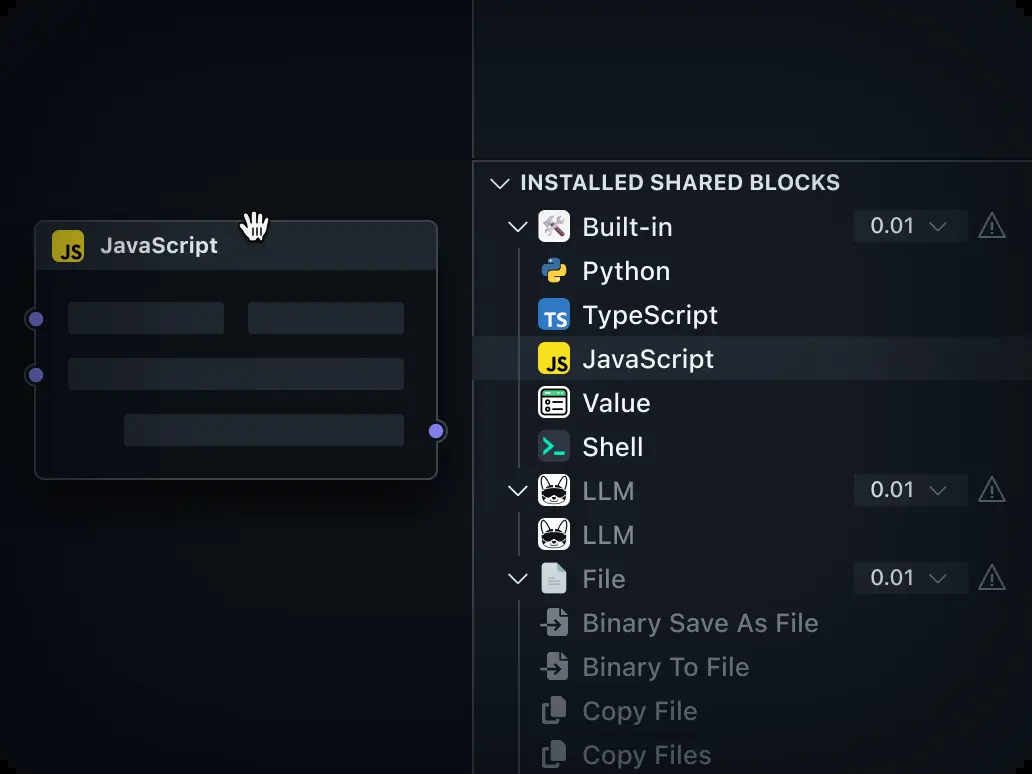 JS JavaScript
INSTALLED SHARED BLOCKS
Built-in 0.01
Python
TS TypeScript
JS JavaScript
Value
Shell
LLM 0.01
LLM
File 0.01
Binary Save As File
Binary To File
Copy File
Copy Files